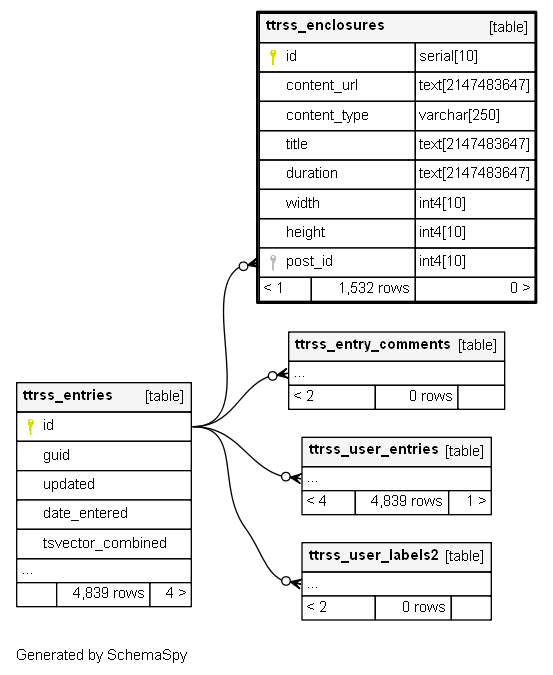 ttrss_enclosures [table]
id serial[10]
content_url text[2147483647]
content_type varchar[250]
title text[2147483647]
duration text[2147483647]
width int4[10]
height int4[10]
post_id int4[10]
< 1 1,532 rows 0 >
ttrss_entry_comments [table]
...
< 2 0 rows
ttrss_entries [table]
id
guid
updated
date_entered
tsvector_combined
...
4,839 rows 4 >
ttrss_user_entries [table]
...
< 4 4,839 rows 1 >
ttrss_user_labels2 [table]
...
< 2 0 rows
Generated by SchemaSpy